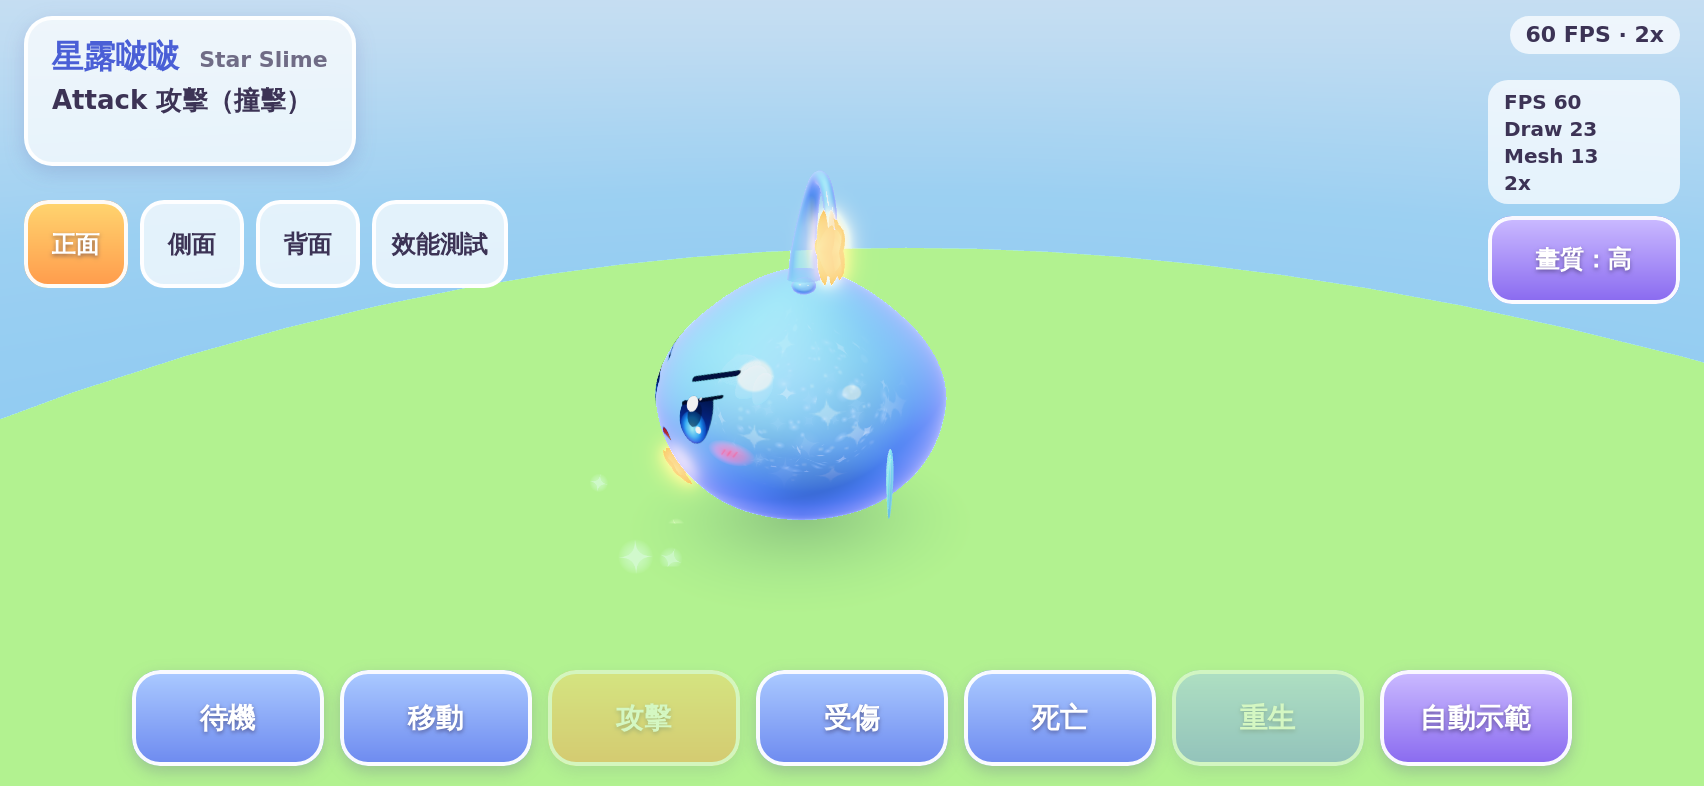 星露啵啵 Star Slime
Attack 攻擊（撞擊）
60 FPS · 2x
FPS 60
Draw 23
Mesh 13
2x
正面
側面
背面
效能測試
畫質：高
待機
移動
攻擊
受傷
死亡
重生
自動示範